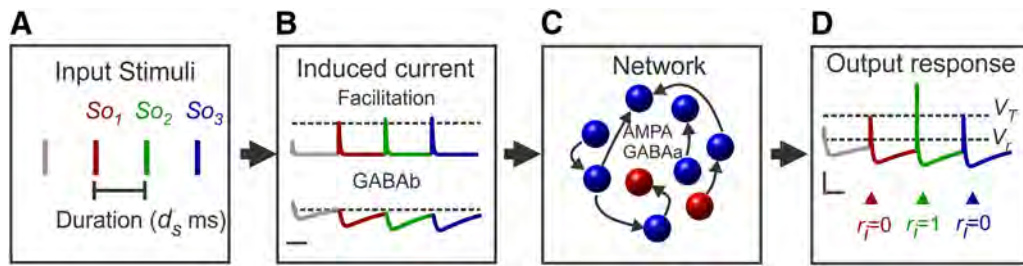 A
Input Stimuli
So1 So2 So3
Duration (ds ms)
B
Induced current
Facilitation
GABAb
C
Network
AMPA
GABAa
D
Output response
VT
Vr
ri=0 ri=1 ri=0